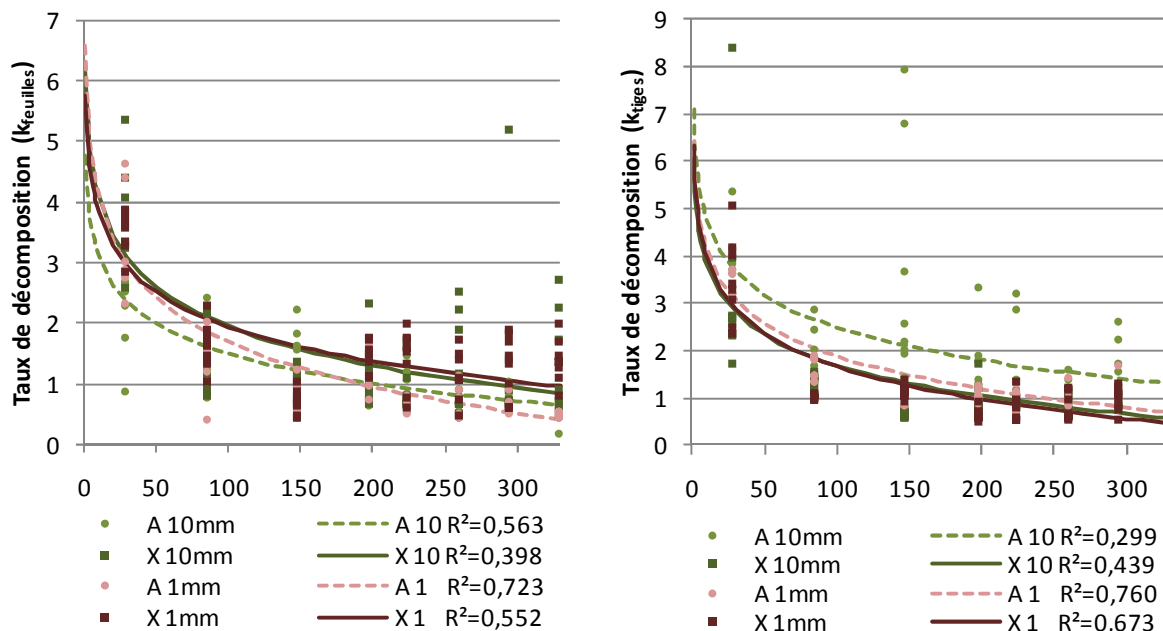 Taux de décomposition (kfeuilles)
7
6
5
4
3
2
1
0
0 50 100 150 200 250 300
A 10mm A 10 R²=0,563
X 10mm X 10 R²=0,398
A 1mm A 1 R²=0,723
X 1mm X 1 R²=0,552
Taux de décomposition (ktiges)
9
8
7
6
5
4
3
2
1
0
0 50 100 150 200 250 300
A 10mm A 10 R²=0,299
X 10mm X 10 R²=0,439
A 1mm A 1 R²=0,760
X 1mm X 1 R²=0.673